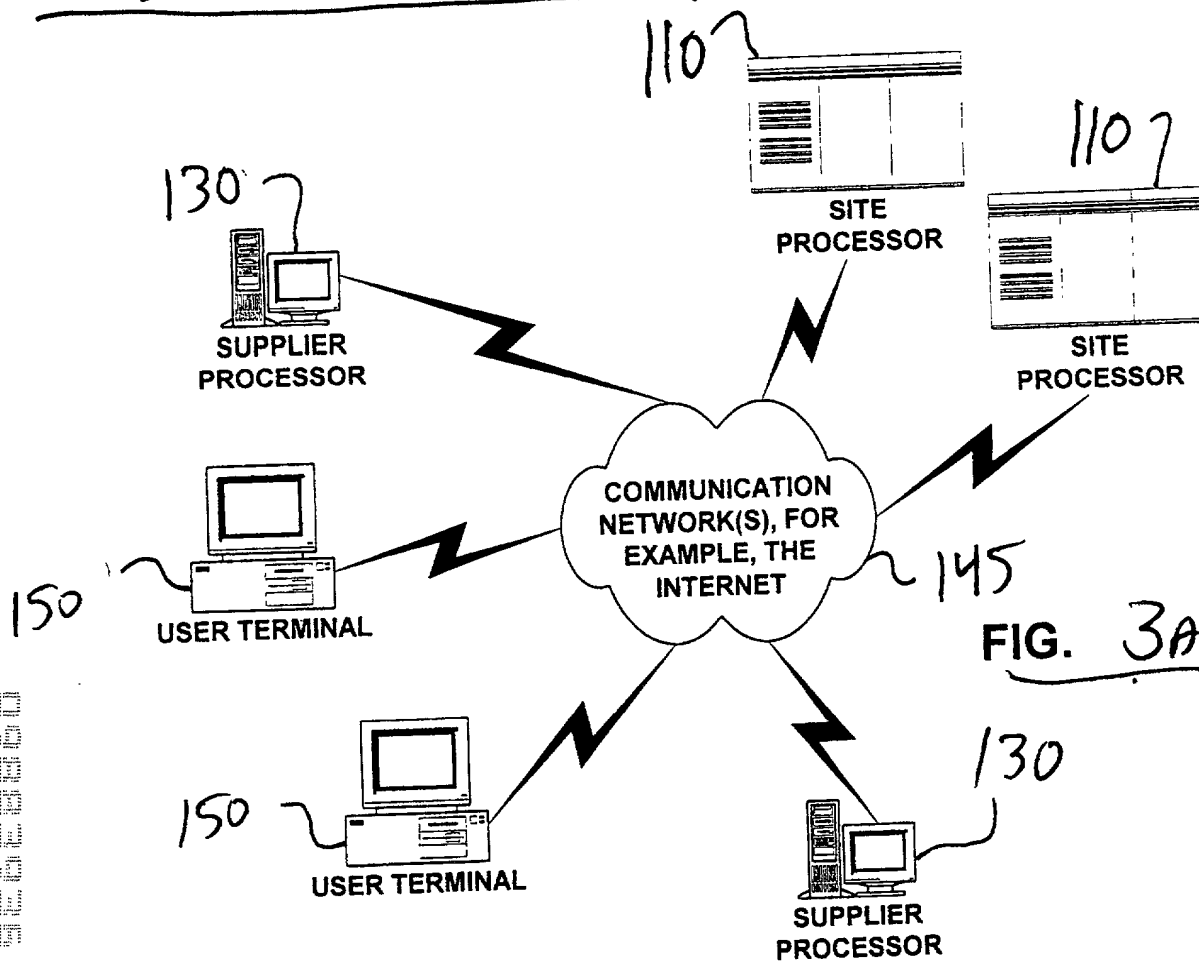 110
110
130
SITE
PROCESSOR
SUPPLIER
PROCESSOR
SITE
PROCESSOR
COMMUNICATION
NETWORK(S), FOR
EXAMPLE, THE
INTERNET
145
150
USER TERMINAL
FIG. 3A
130
150
USER TERMINAL
SUPPLIER
PROCESSOR